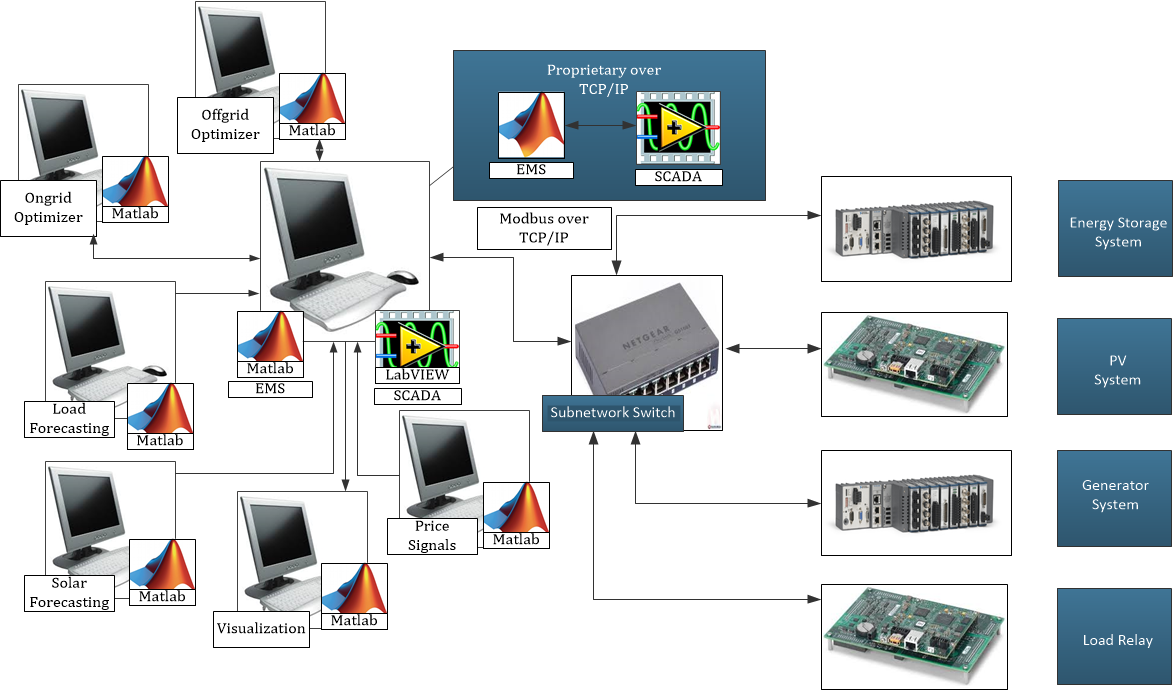 Offgrid
Optimizer
Matlab
Ongrid
Optimizer
Matlab
Proprietary over
TCP/IP
EMS
SCADA
Modbus over
TCP/IP
Energy Storage
System
NETGEAR
Matlab
EMS
LabVIEW
SCADA
Subnetwork Switch
PV
System
Load
Forecasting
Matlab
Price
Signals
Matlab
Generator
System
Solar
Forecasting
Matlab
Visualization
Matlab
Load Relay